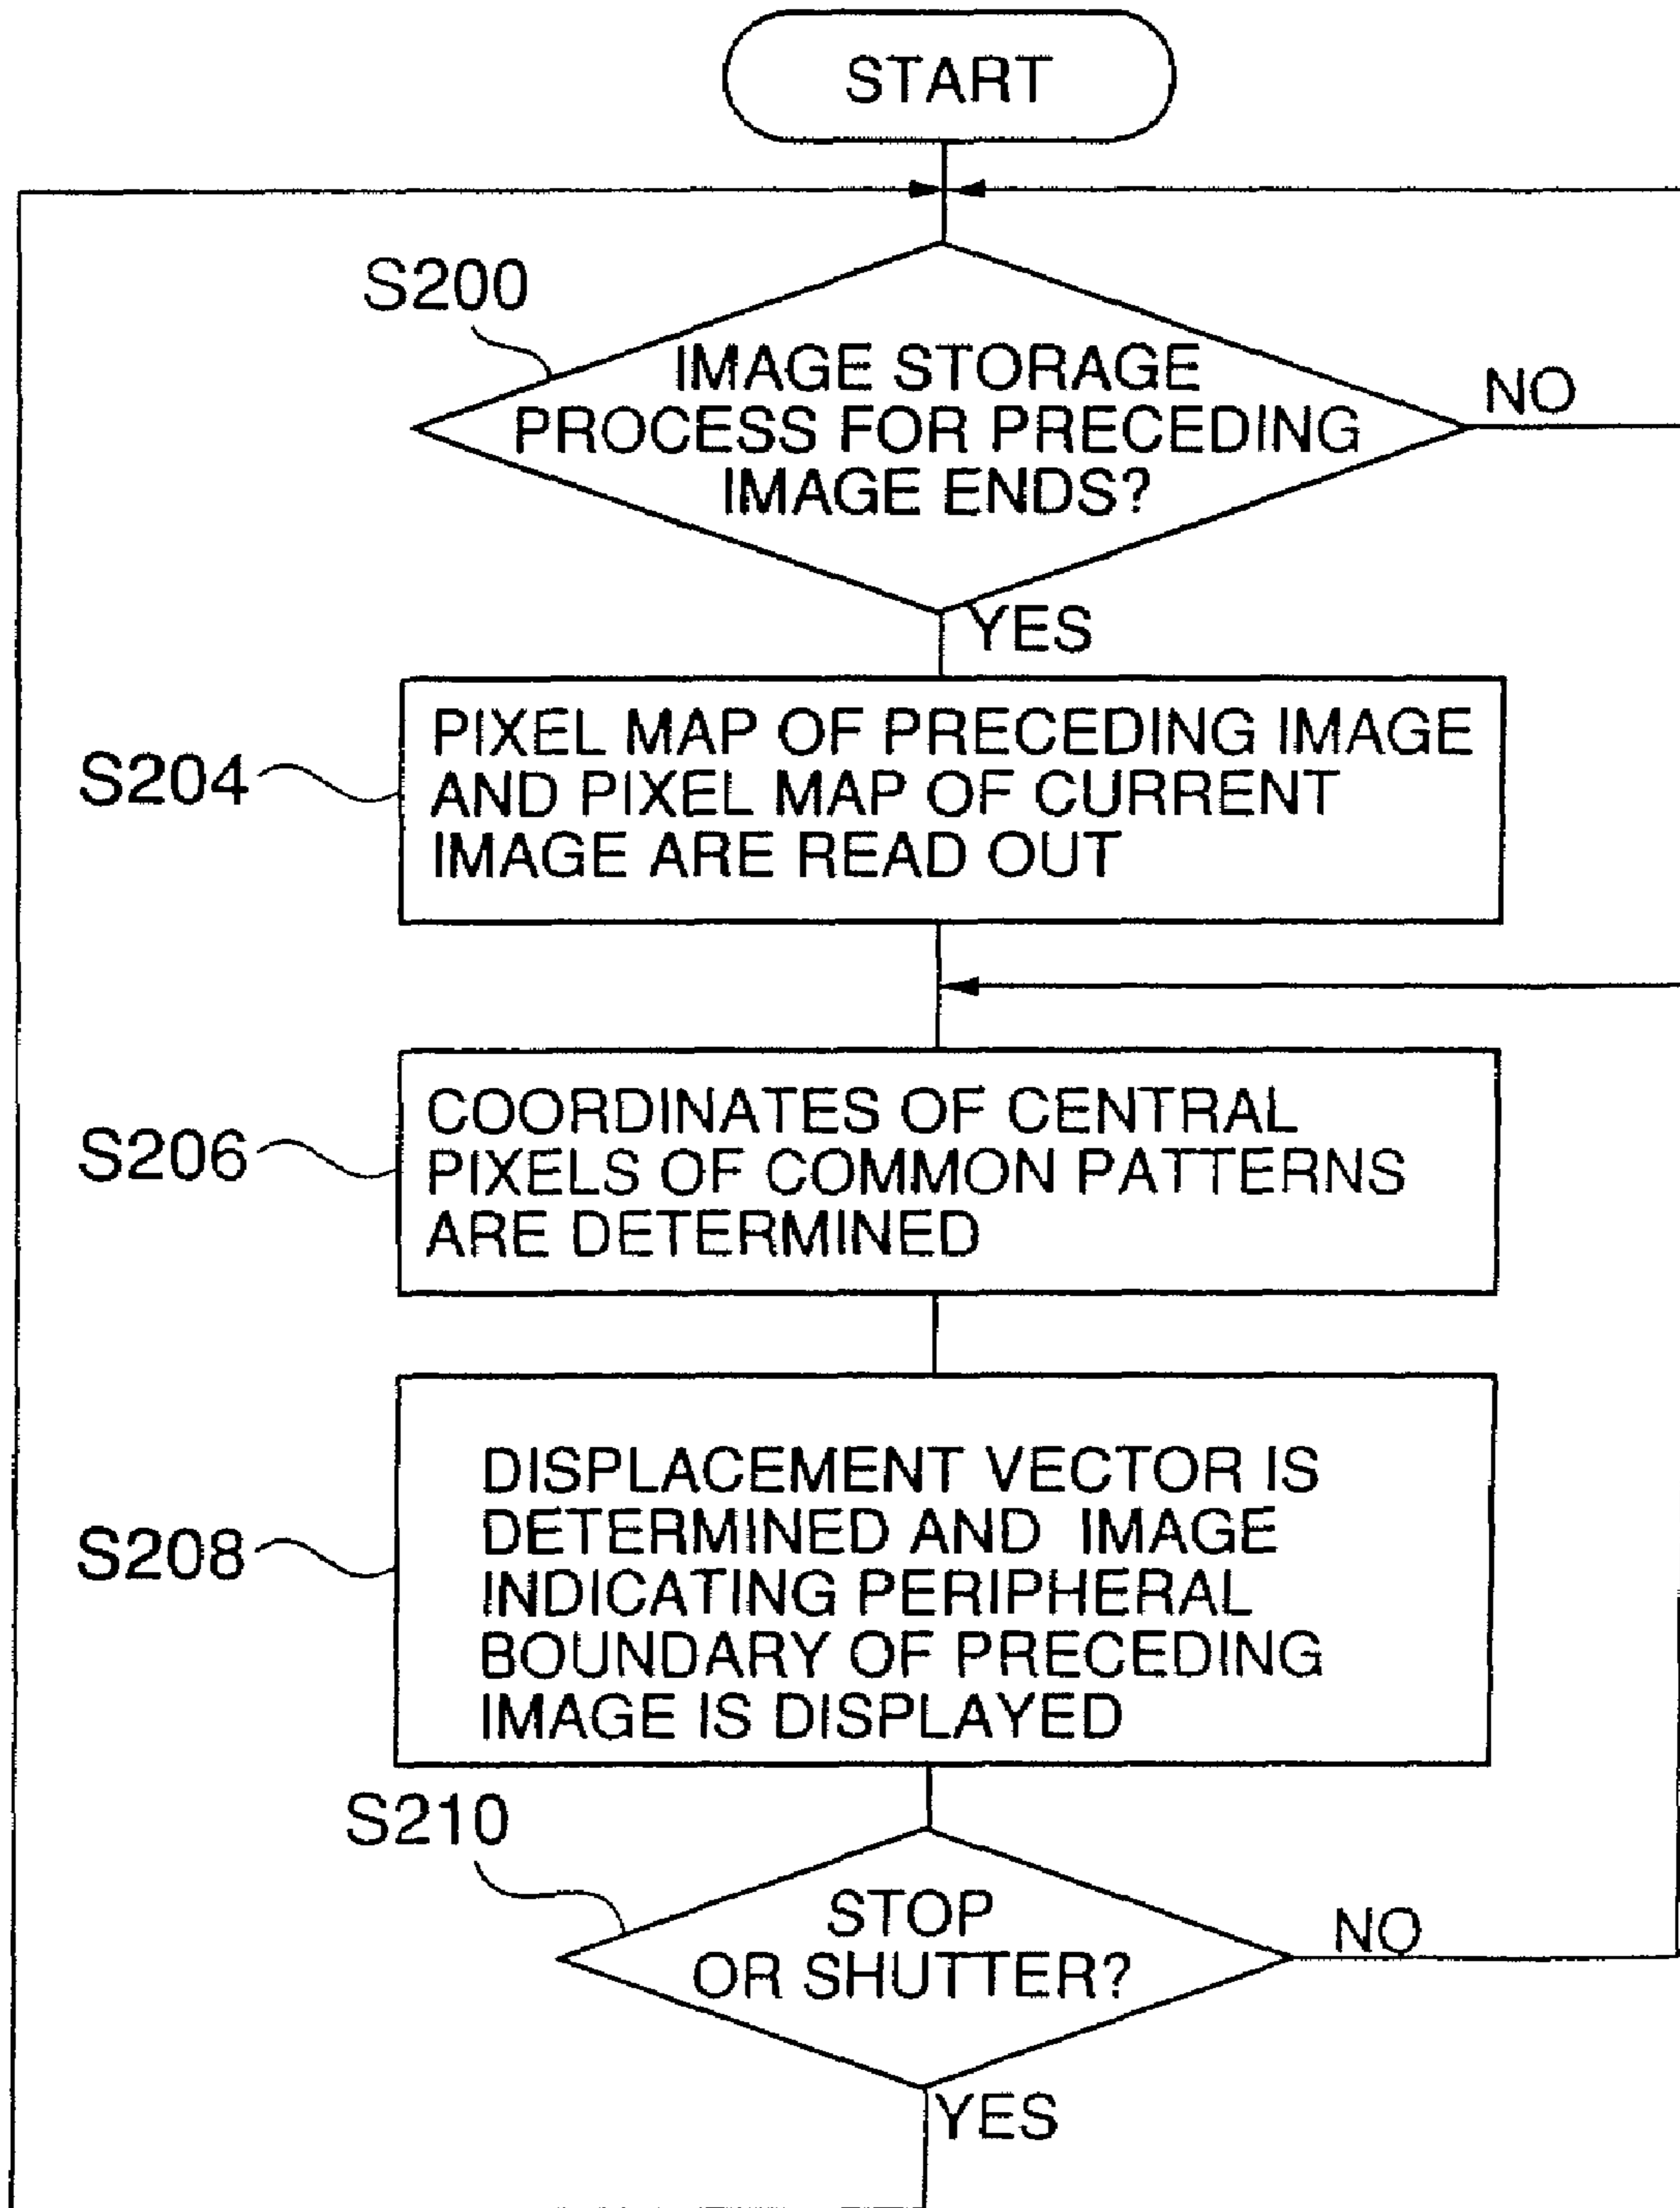 START
S200
IMAGE STORAGE
PROCESS FOR PRECEDING
IMAGE ENDS?
NO
YES
S204
PIXEL MAP OF PRECEDING IMAGE
AND PIXEL MAP OF CURRENT
IMAGE ARE READ OUT
S206
COORDINATES OF CENTRAL
PIXELS OF COMMON PATTERNS
ARE DETERMINED
S208
DISPLACEMENT VECTOR IS
DETERMINED AND IMAGE
INDICATING PERIPHERAL
BOUNDARY OF PRECEDING
IMAGE IS DISPLAYED
S210
STOP
OR SHUTTER?
NO
YES